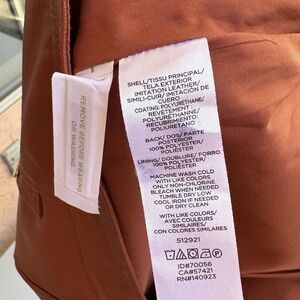 REMOVE BEFORE WEARING
OR WASHING
SHELL/TISSU PRINCIPAL/
TELA EXTERIOR
IMITATION LEATHER/
SIMILI-CUIR/ IMITACIÓN DE
CUERO
COATING: POLYURETHANE/
REVETEMENT
POLYURETHANNE/
RECUBRIMIENTO
POLIURETANO
BACK/ DOS/ PARTE
POSTERIOR
100% POLYESTER/
POLIÉSTER
LINING/ DOUBLURE/ FORRO
100% POLYESTER/
POLIÉSTER
MACHINE WASH COLD
WITH LIKE COLORS
ONLY NON-CHLORINE
BLEACH WHEN NEEDED
TUMBLE DRY LOW
COOL IRON IF NEEDED
OR DRY CLEAN
WITH LIKE COLORS/
AVEC COULEURS
SIMILAIRES/
CON COLORES SIMILARES
512921
ID#70056
CA#57421
RN#140923